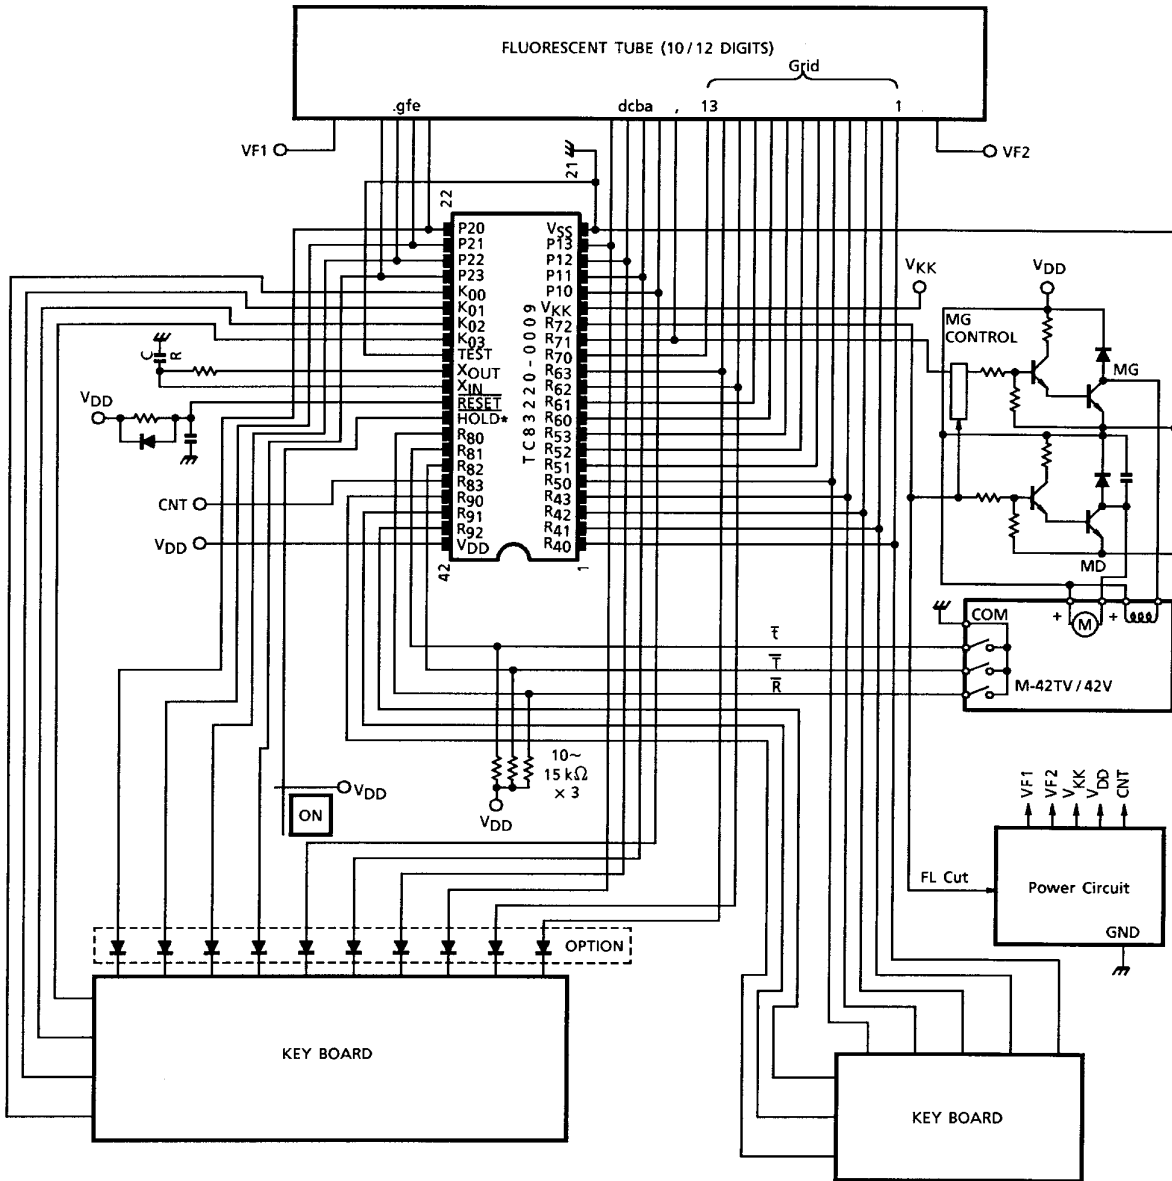 FLUORESCENT TUBE (10/12 DIGITS)
Grid
.gfe
dcba
,
13
1
VF1
VF2
21
22
P20
P21
P22
P23
K00
K01
K02
K03
TEST
XOUT
XIN
RESET
HOLD*
R80
R81
R82
R83
R90
R91
R92
VDD
42
TC83220-0009
VSS
P13
P12
P11
P10
VKK
R72
R71
R70
R63
R62
R61
R60
R53
R52
R51
R50
R43
R42
R41
R40
1
C
R
VDD
CNT
VDD
VKK
VDD
MG
CONTROL
MG
MD
COM
+
M
+
M-42TV/42V
t̅
T̅
R̅
10~
15 kΩ
× 3
VDD
VDD
ON
VF1
VF2
VKK
VDD
CNT
FL Cut
Power Circuit
GND
OPTION
KEY BOARD
KEY BOARD